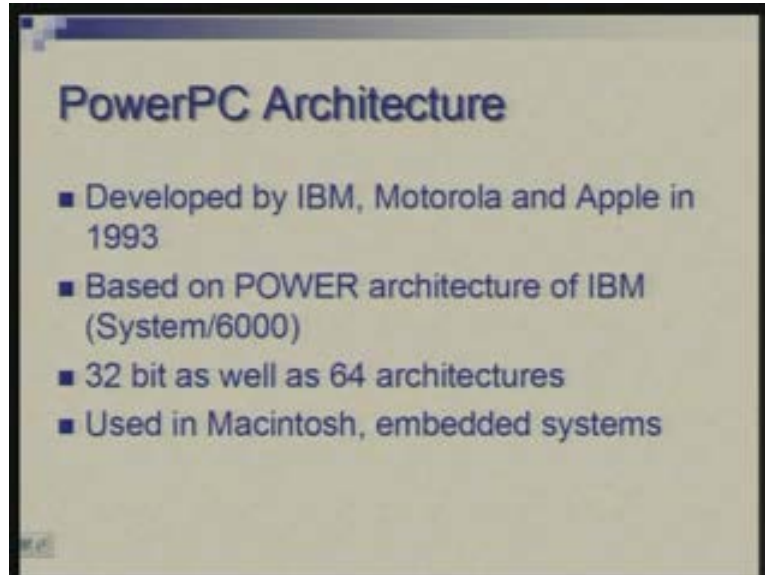 PowerPC Architecture
Developed by IBM, Motorola and Apple in
1993
Based on POWER architecture of IBM
(System/6000)
32 bit as well as 64 architectures
Used in Macintosh, embedded systems